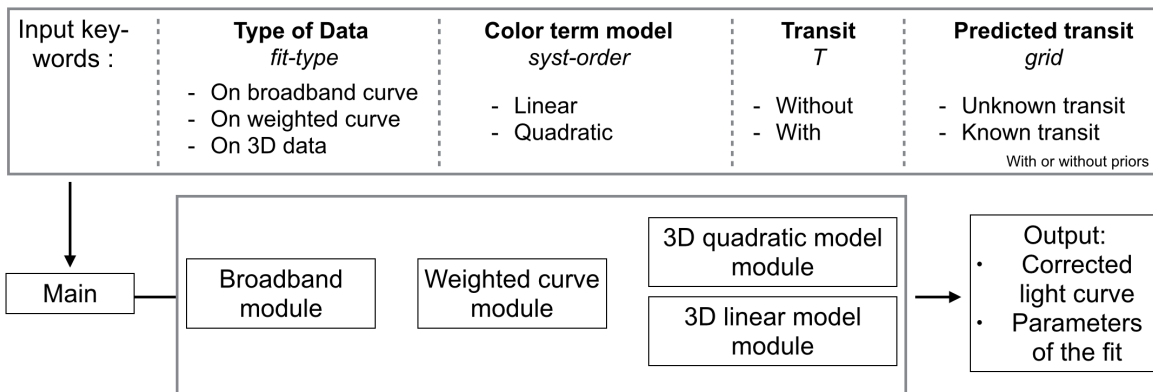 Input key-
words :
Type of Data
fit-type
- On broadband curve
- On weighted curve
- On 3D data
Color term model
syst-order
- Linear
- Quadratic
Transit
T
- Without
- With
Predicted transit
grid
- Unknown transit
- Known transit
With or without priors
Main
Broadband
module
Weighted curve
module
3D quadratic model
module
3D linear model
module
Output:
· Corrected
light curve
· Parameters
of the fit